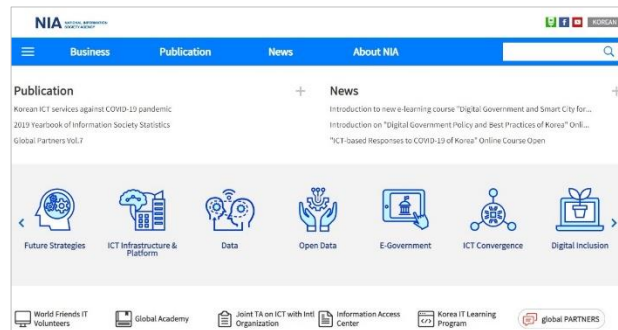 NIA NATIONAL INFORMATION
SOCIETY AGENCY
KOREAN
Business
Publication
News
About NIA
Publication
Korean ICT services against COVID-19 pandemic
2019 Yearbook of Information Society Statistics
Global Partners Vol.7
News
Introduction to new e-learning course "Digital Government and Smart City for...
Introduction on "Digital Government Policy and Best Practices of Korea" Onli...
"ICT-based Responses to COVID-19 of Korea" Online Course Open
Future Strategies
ICT Infrastructure &
Platform
Data
Open Data
E-Government
ICT Convergence
Digital Inclusion
World Friends IT
Volunteers
Global Academy
Joint TA on ICT with Intl
Organization
Information Access
Center
Korea IT Learning
Program
global PARTNERS